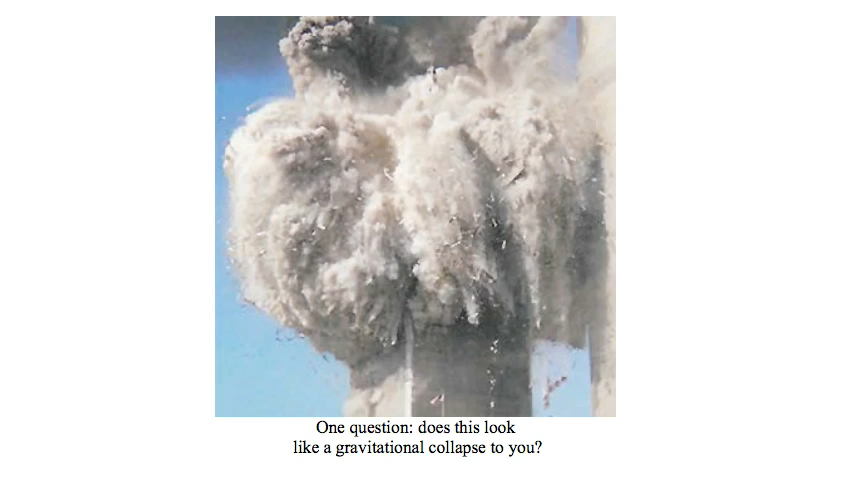 One question: does this look
like a gravitational collapse to you?